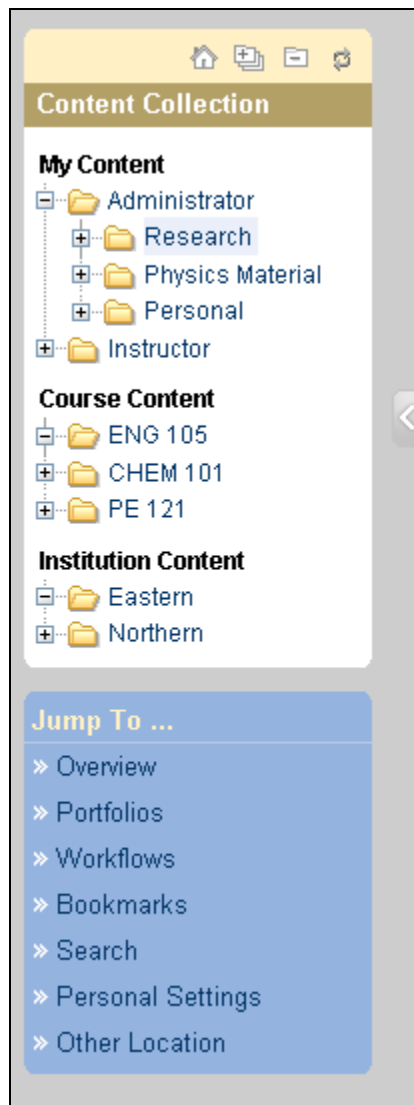 Content Collection
My Content
Administrator
Research
Physics Material
Personal
Instructor
Course Content
ENG 105
CHEM 101
PE 121
Institution Content
Eastern
Northern
Jump To ...
» Overview
» Portfolios
» Workflows
» Bookmarks
» Search
» Personal Settings
» Other Location